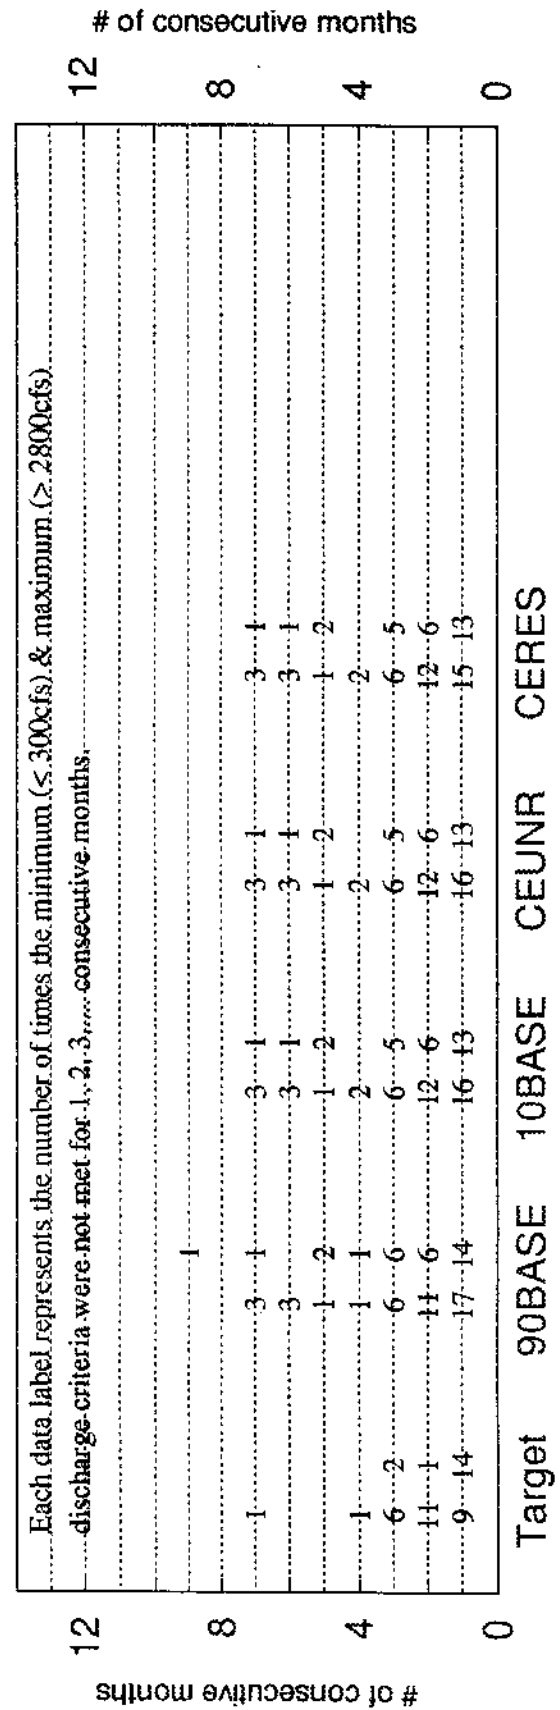 # of consecutive months
Each data label represents the number of times the minimum (< 300cfs) & maximum (> 2800cfs)
12 discharge criteria were not met for 1, 2, 3,.... consecutive months. 12
1
8 8
1 3 1 3 1 3 1 3 1
3 3 1 3 1 3 1
1 2 1 2 1 2 1 2
4 1 1 1 2 2 2 4
6 2 6 6 6 5 6 5 6 5
11 1 11 6 12 6 12 6 12 6
9 14 17 14 16 13 16 13 15 13
0 0
Target 90BASE 10BASE CEUNR CERES
# of consecutive months